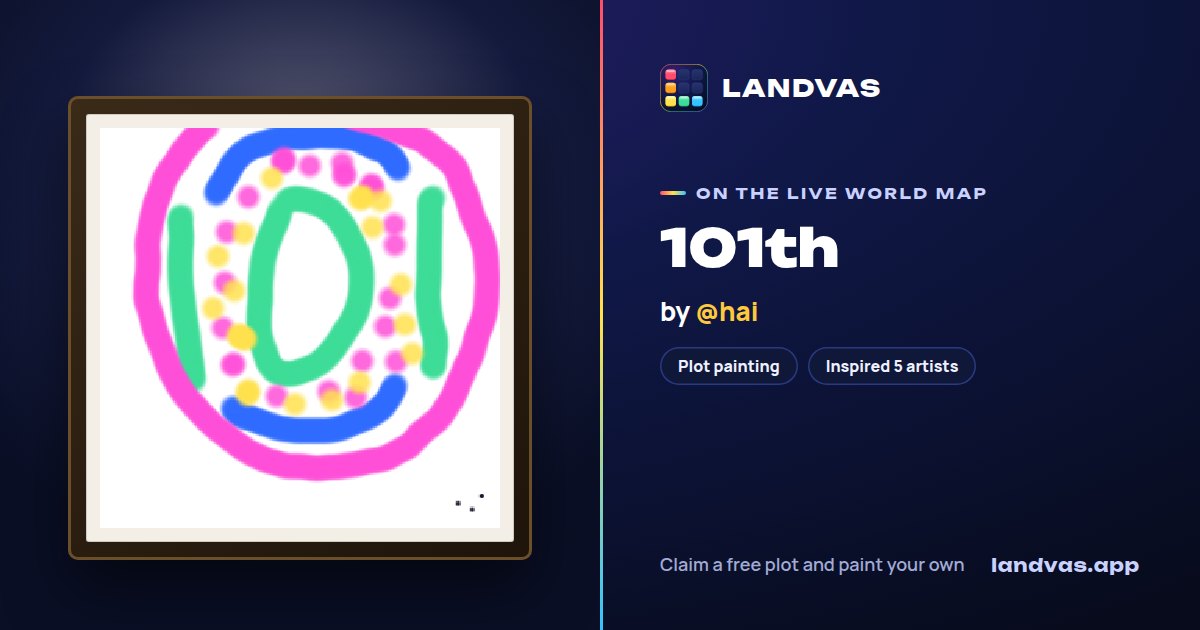 LANDVAS
ON THE LIVE WORLD MAP
101th
by @hai
Plot painting
Inspired 5 artists
Claim a free plot and paint your own
landvas.app